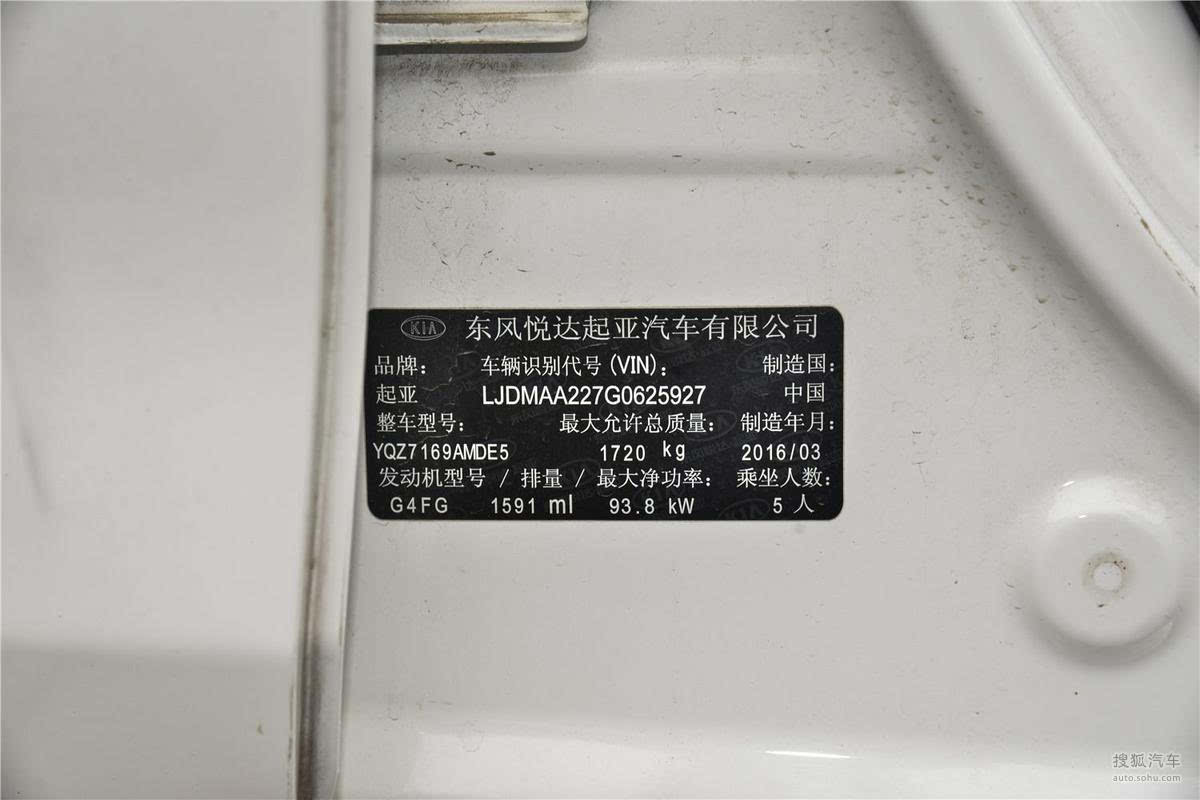 KIA 东风悦达起亚汽车有限公司
品牌： 车辆识别代号(VIN)： 制造国：
起亚 LJDMAA227G0625927 中国
整车型号： 最大允许总质量： 制造年月：
YQZ7169AMDE5 1720 kg 2016/03
发动机型号 / 排量 / 最大净功率： 乘坐人数：
G4FG 1591 ml 93.8 kW 5 人
搜狐汽车
auto.sohu.com